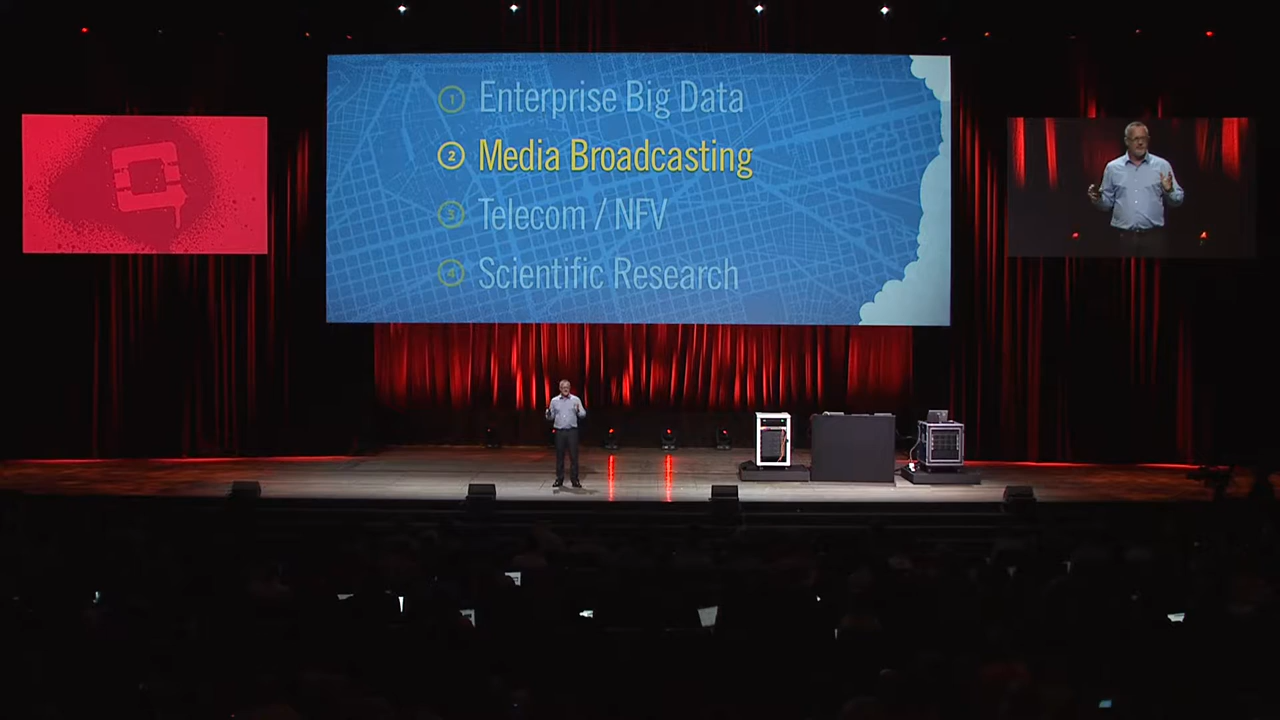 1 Enterprise Big Data
2 Media Broadcasting
3 Telecom / NFV
4 Scientific Research